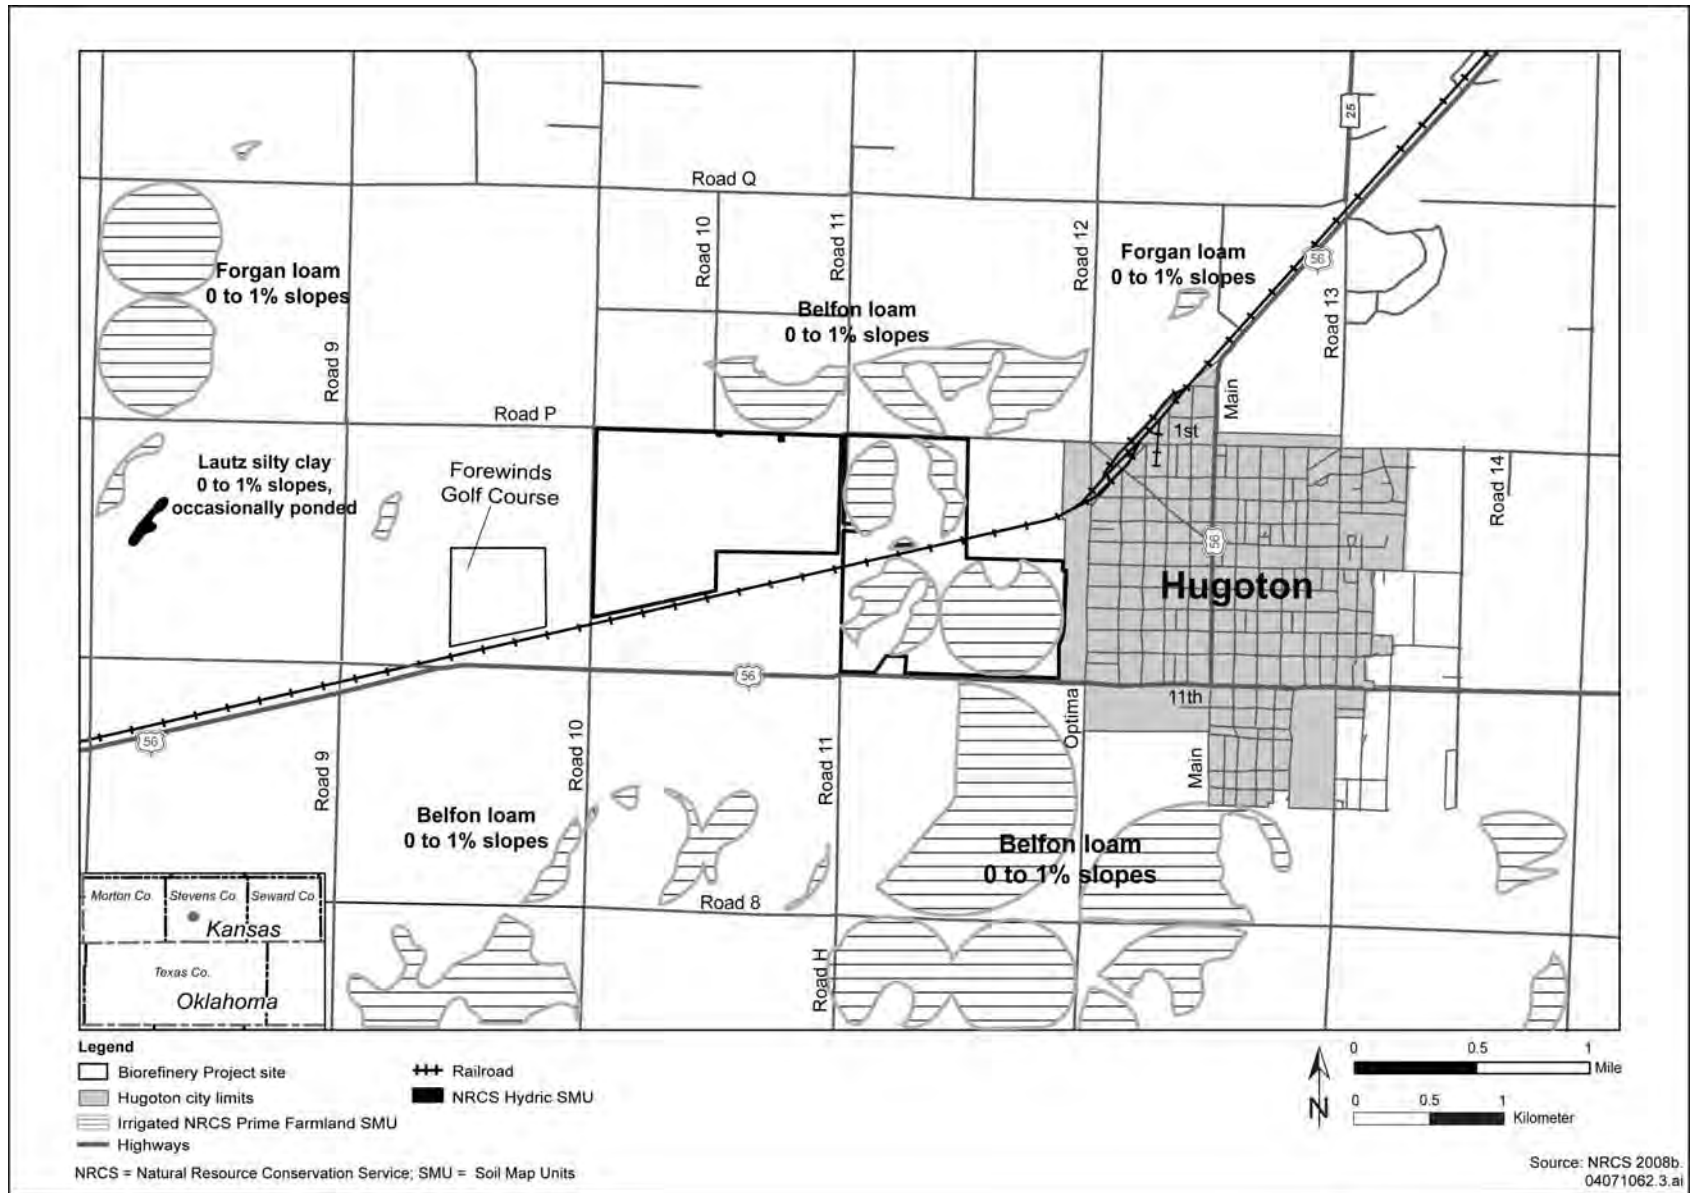 25
Road Q
Road 10
Road 11
Road 12
Forgan loam
0 to 1% slopes
56
Forgan loam
0 to 1% slopes
Road 13
Belfon loam
0 to 1% slopes
Road 9
Main
Road P
1st
Lautz silty clay
0 to 1% slopes,
occasionally ponded
Forewinds
Golf Course
Road 14
56
Hugoton
56
11th
Optima
56
Road 9
Road 10
Road 11
Main
Belfon loam
0 to 1% slopes
Belfon loam
0 to 1% slopes
Road 8
Morton Co.
Stevens Co.
Seward Co.
Kansas
Texas Co.
Oklahoma
Road H
Legend
Biorefinery Project site
Hugoton city limits
Irrigated NRCS Prime Farmland SMU
Highways
Railroad
NRCS Hydric SMU
N
0 0.5 1
Mile
0 0.5 1
Kilometer
NRCS = Natural Resource Conservation Service; SMU = Soil Map Units
Source: NRCS 2008b.
04071062.3.ai